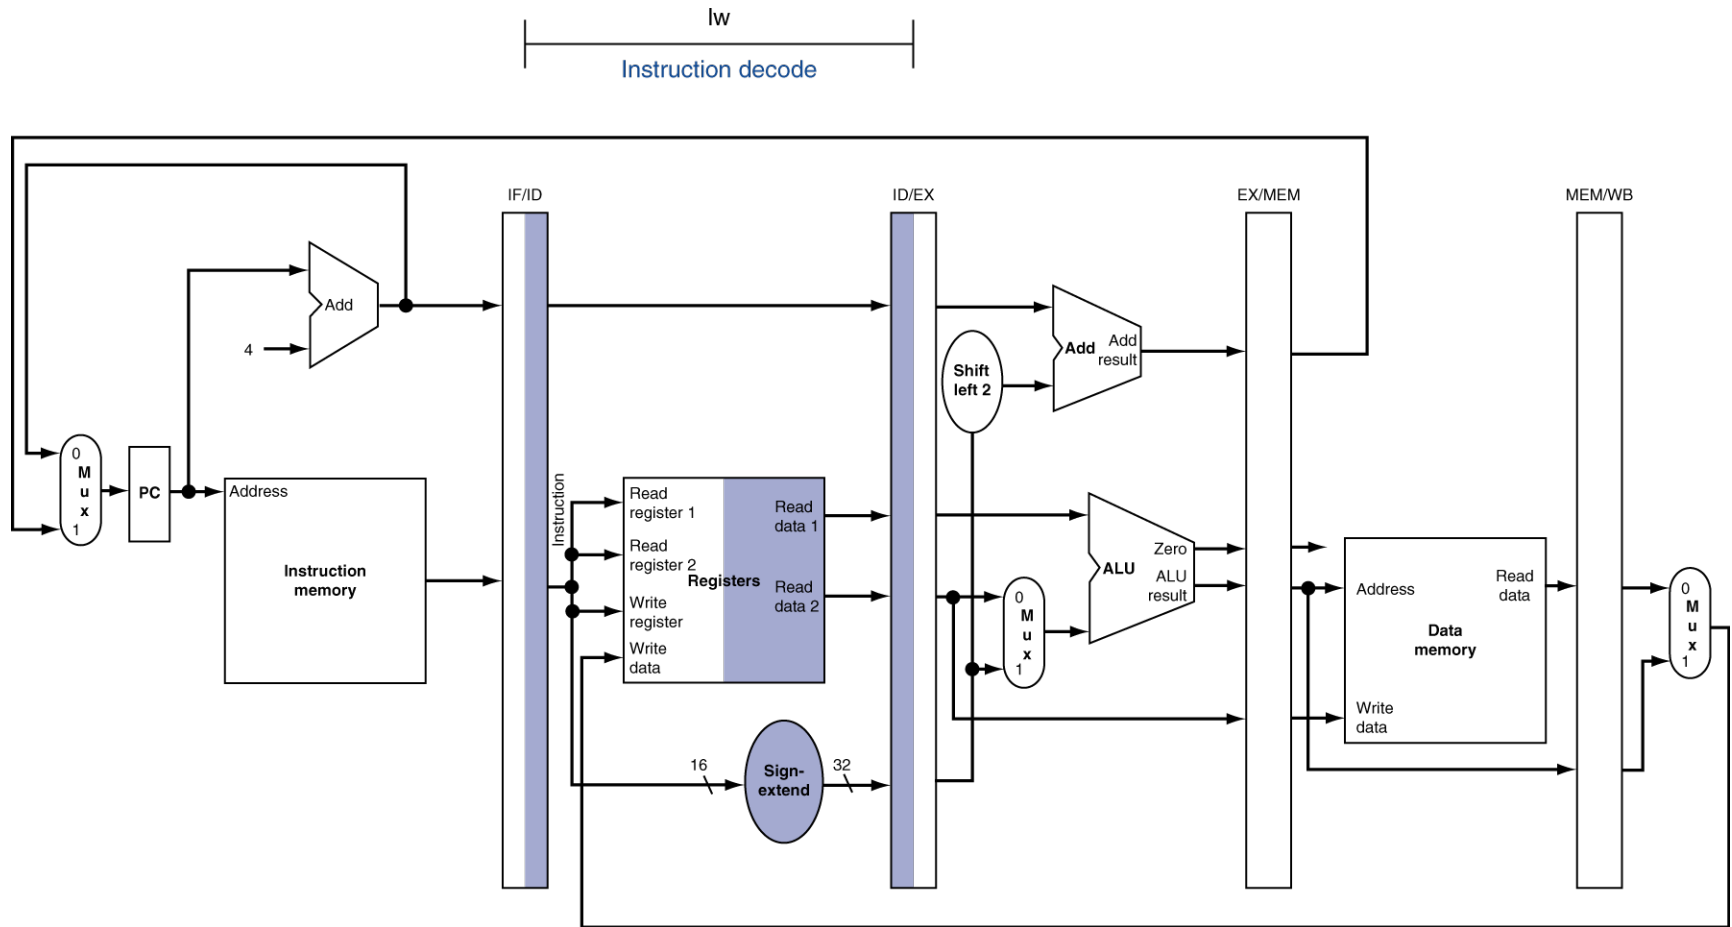 lw
Instruction decode
IF/ID
ID/EX
EX/MEM
MEM/WB
Add
4
Add
Add
result
Shift
left 2
0
M
u
x
1
PC
Address
Instruction
memory
Instruction
Read
register 1
Read
register 2
Write
register
Write
data
Registers
Read
data 1
Read
data 2
16
Sign-
extend
32
0
M
u
x
1
ALU
Zero
ALU
result
Address
Read
data
Data
memory
Write
data
0
M
u
x
1